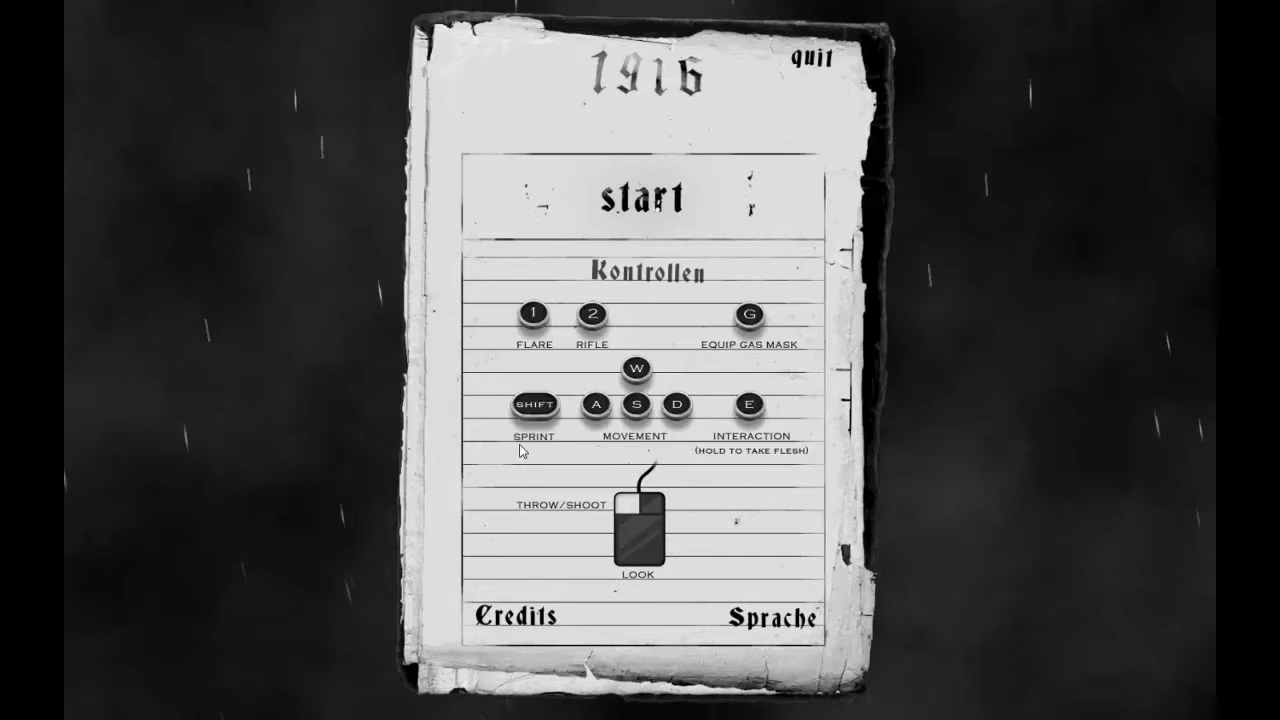 1916
quit
start
Kontrollen
1 2 G
FLARE RIFLE EQUIP GAS MASK
W
SHIFT A S D E
SPRINT MOVEMENT INTERACTION
(HOLD TO TAKE FLESH)
THROW/SHOOT
LOOK
Credits Sprache